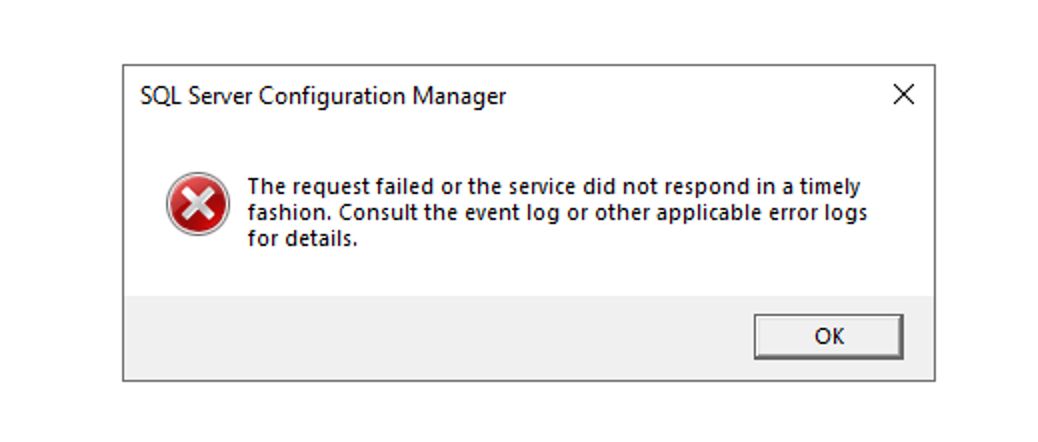 SQL Server Configuration Manager
The request failed or the service did not respond in a timely
fashion. Consult the event log or other applicable error logs
for details.
OK